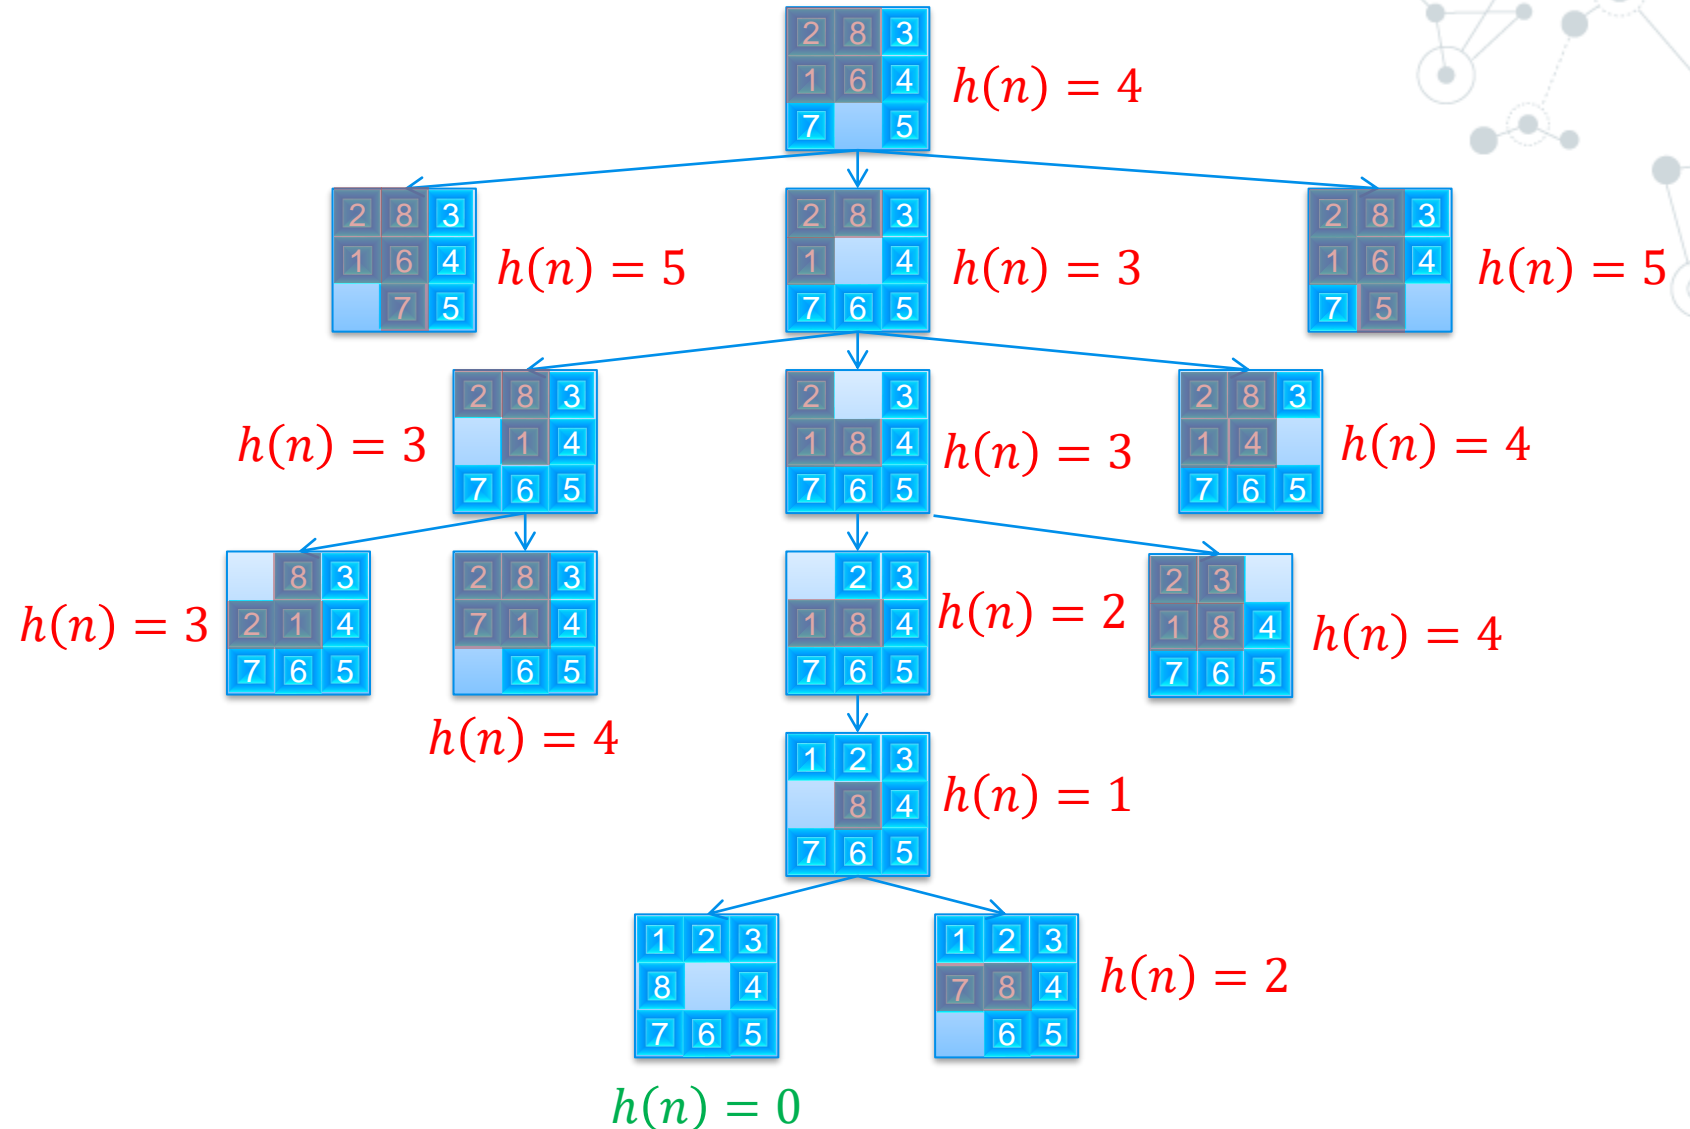 2 8 3
1 6 4
7 5
h(n) = 4
2 8 3
1 6 4
7 5
h(n) = 5
2 8 3
1 4
7 6 5
h(n) = 3
2 8 3
1 6 4
7 5
h(n) = 5
2 8 3
1 4
7 6 5
h(n) = 3
2 3
1 8 4
7 6 5
h(n) = 3
2 8 3
1 4
7 6 5
h(n) = 4
8 3
2 1 4
7 6 5
h(n) = 3
2 8 3
7 1 4
6 5
h(n) = 4
2 3
1 8 4
7 6 5
h(n) = 2
2 3
1 8 4
7 6 5
h(n) = 4
1 2 3
8 4
7 6 5
h(n) = 1
1 2 3
8 4
7 6 5
h(n) = 0
1 2 3
7 8 4
6 5
h(n) = 2